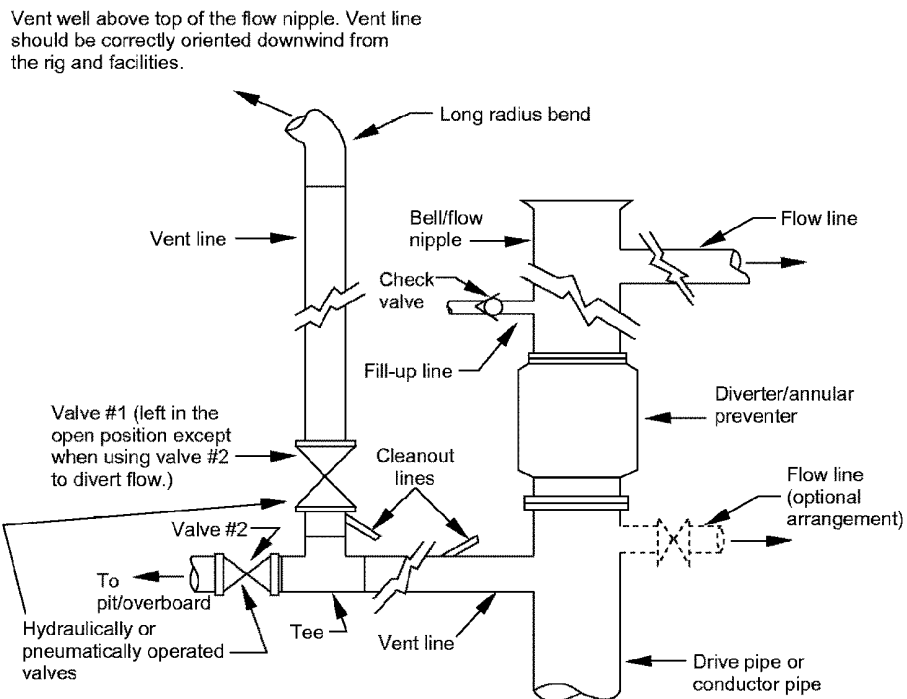 Vent well above top of the flow nipple. Vent line
should be correctly oriented downwind from
the rig and facilities.
Long radius bend
Vent line
Bell/flow
nipple
Flow line
Check
valve
Fill-up line
Diverter/annular
preventer
Valve #1 (left in the
open position except
when using valve #2
to divert flow.)
Cleanout
lines
Flow line
(optional
arrangement)
Valve #2
To
pit/overboard
Hydraulically or
pneumatically operated
valves
Tee
Vent line
Drive pipe or
conductor pipe